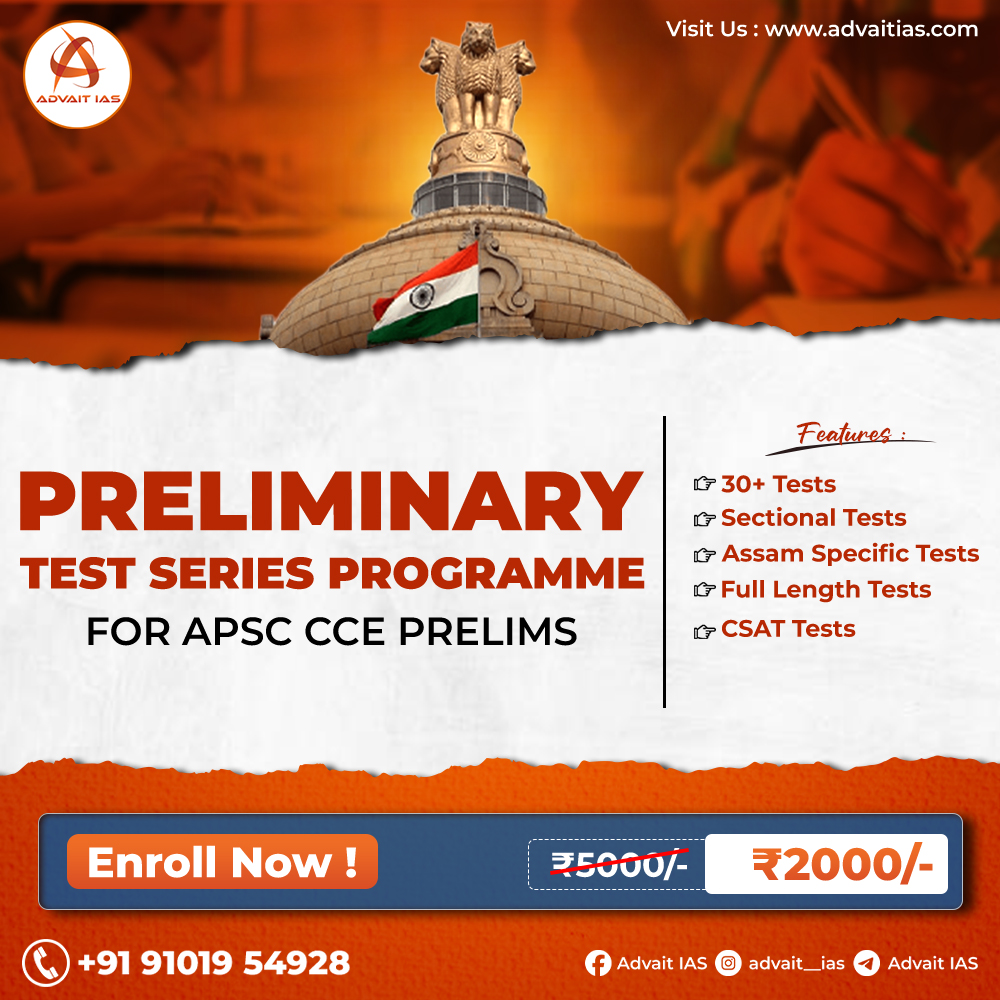 ADVAIT IAS
Visit Us : www.advaitias.com
PRELIMINARY
TEST SERIES PROGRAMME
FOR APSC CCE PRELIMS
Features :
30+ Tests
Sectional Tests
Assam Specific Tests
Full Length Tests
CSAT Tests
Enroll Now !
₹5000/-
₹2000/-
+91 91019 54928
Advait IAS
advait__ias
Advait IAS